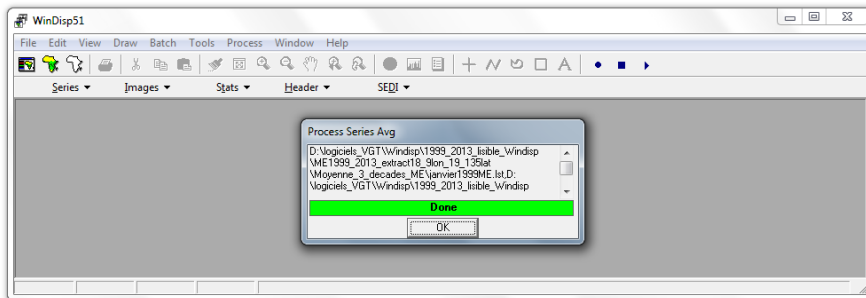 WinDisp51
File Edit View Draw Batch Tools Process Window Help
Series Images Stats Header SEDI
Process Series Avg
D:\logiciels_VGT\Windisp\1999_2013_lisible_Windisp
\ME1999_2013_extract18_9lon_19_135lat
\Moyenne_3_decades_ME\janvier1999ME.lst,D:
\logiciels_VGT\Windisp\1999_2013_lisible_Windisp
Done
OK